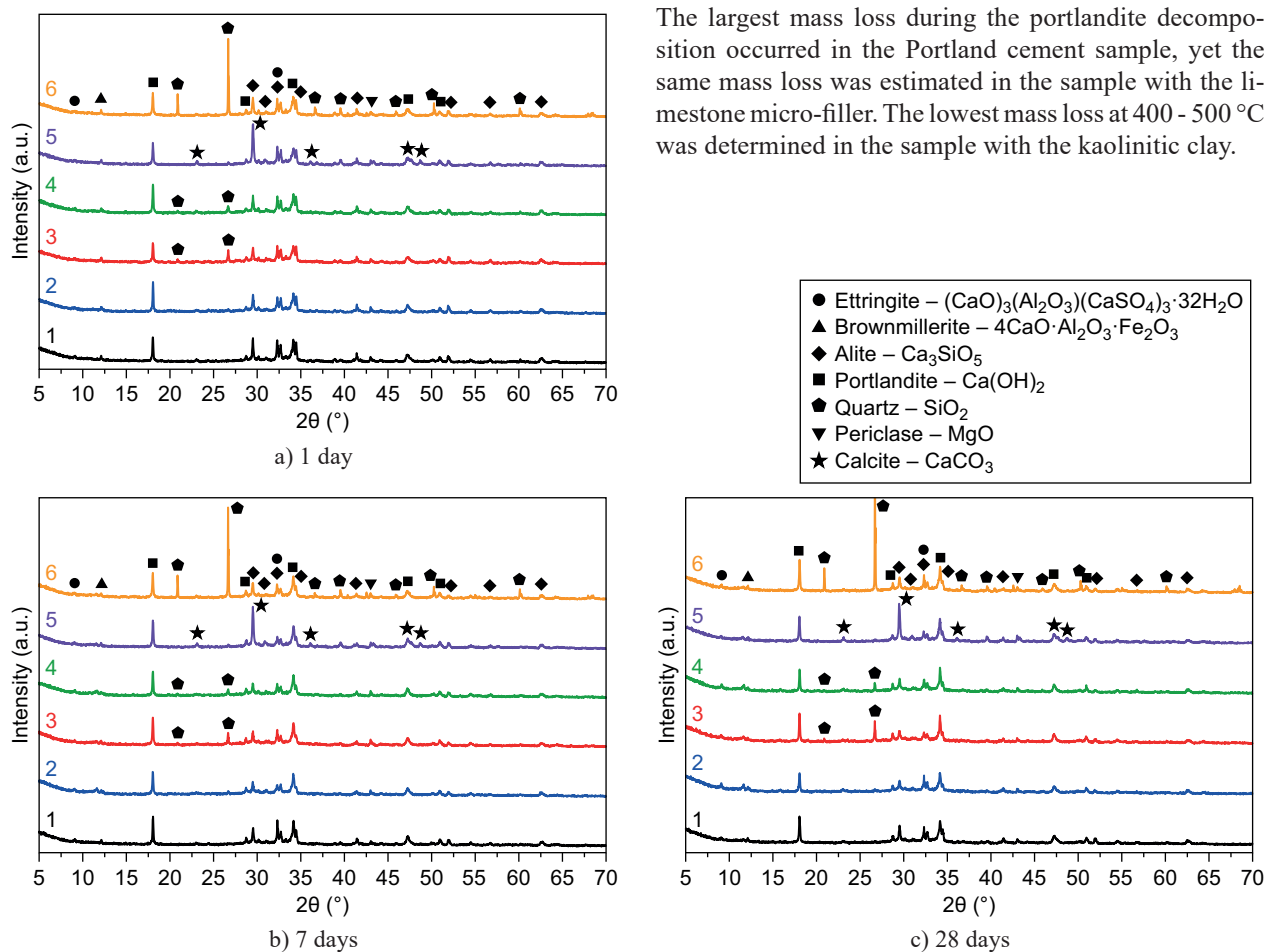 The largest mass loss during the portlandite decompo-
sition occurred in the Portland cement sample, yet the
same mass loss was estimated in the sample with the li-
mestone micro-filler. The lowest mass loss at 400 - 500 °C
was determined in the sample with the kaolinitic clay.
6
5
4
3
2
1
Intensity (a.u.)
5 10 15 20 25 30 35 40 45 50 55 60 65 70
2θ (°)
a) 1 day
Ettringite – (CaO)₃(Al₂O₃)(CaSO₄)₃·32H₂O
Brownmillerite – 4CaO·Al₂O₃·Fe₂O₃
Alite – Ca₃SiO₅
Portlandite – Ca(OH)₂
Quartz – SiO₂
Periclase – MgO
Calcite – CaCO₃
6
5
4
3
2
1
Intensity (a.u.)
5 10 15 20 25 30 35 40 45 50 55 60 65 70
2θ (°)
b) 7 days
6
5
4
3
2
1
Intensity (a.u.)
5 10 15 20 25 30 35 40 45 50 55 60 65 70
2θ (°)
c) 28 days